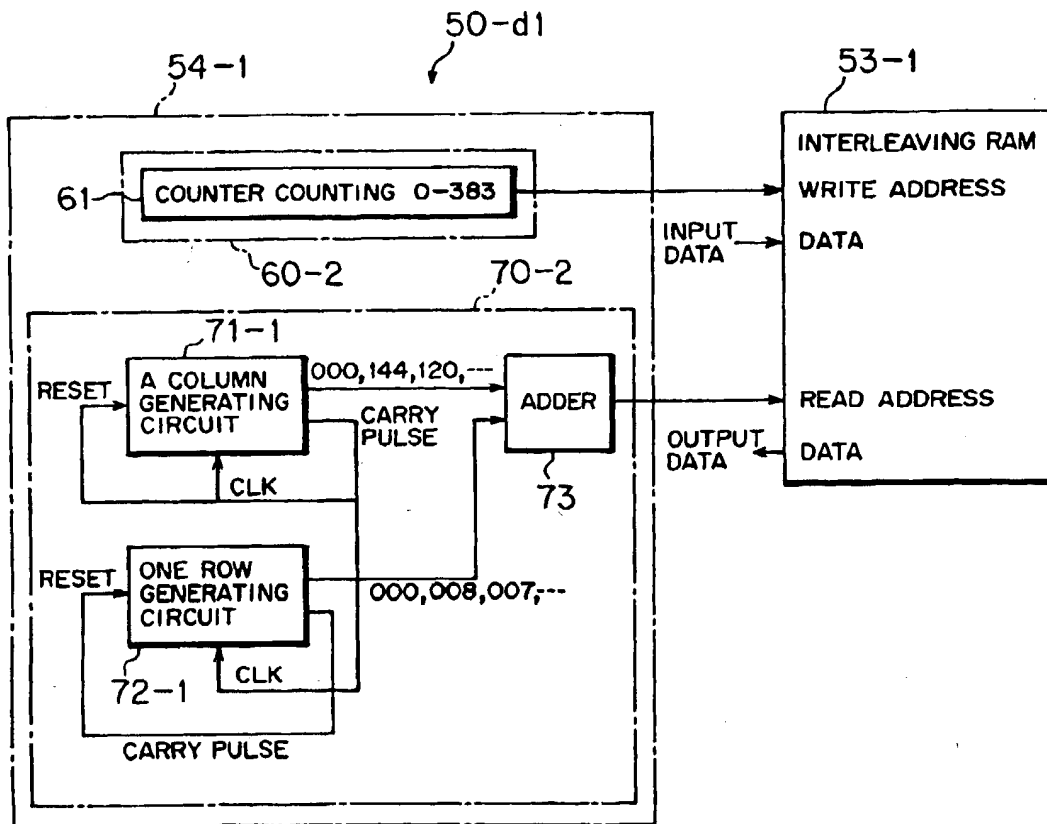 50-d1
54-1
53-1
61
COUNTER COUNTING 0-383
60-2
INTERLEAVING RAM
WRITE ADDRESS
INPUT
DATA
DATA
70-2
71-1
RESET
A COLUMN
GENERATING
CIRCUIT
000,144,120,---
CARRY
PULSE
CLK
ADDER
73
READ ADDRESS
OUTPUT
DATA
DATA
RESET
ONE ROW
GENERATING
CIRCUIT
000,008,007,---
72-1
CLK
CARRY PULSE